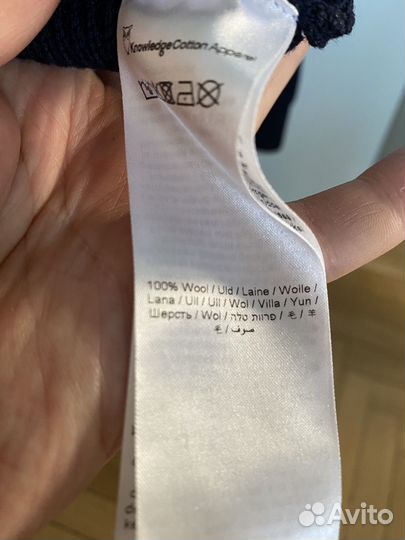 KnowledgeCotton Apparel
100% Wool / Uld / Laine / Wolle /
Lana / Ull / Ull / Wol / Villa / Yun /
Шерсть / Wol / פרוות טלה / 毛 / 羊
毛 / صوف
Avito